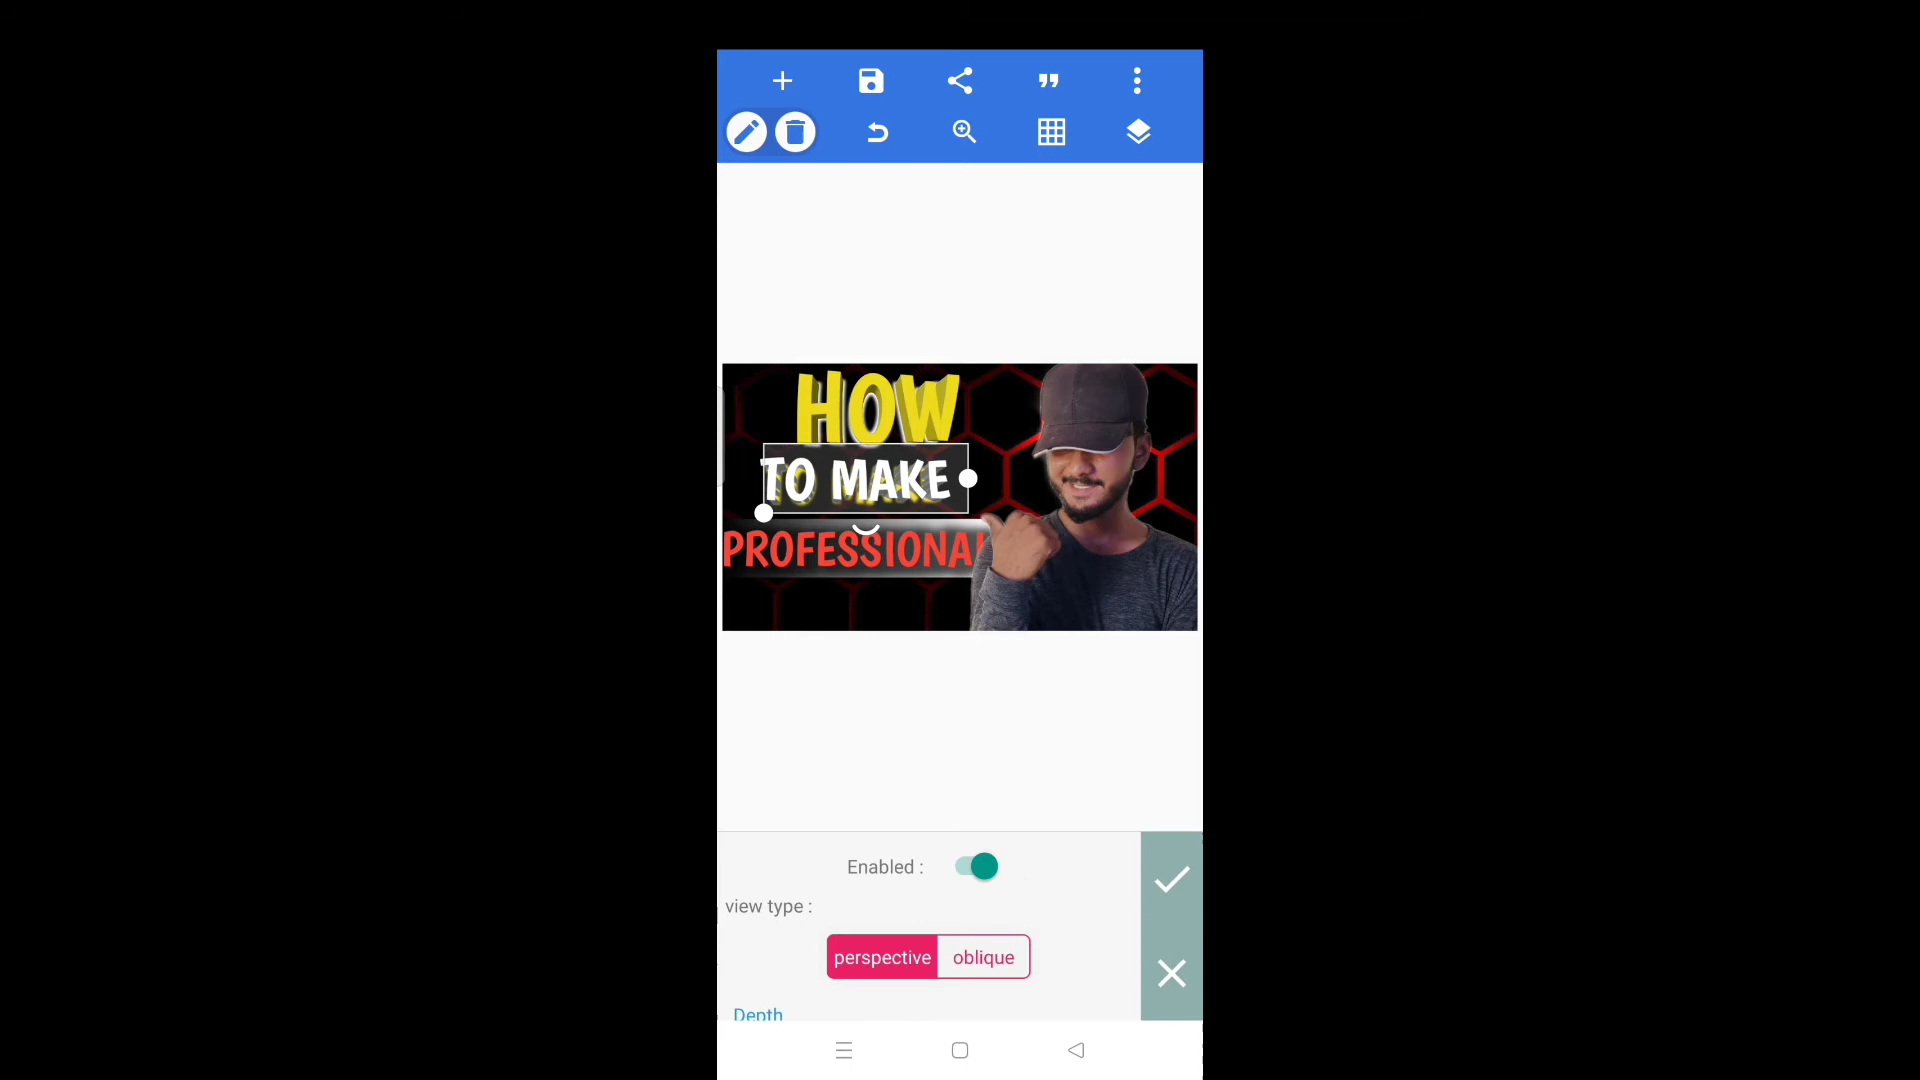 HOW
TO MAKE
PROFESSIONAL
Enabled :
view type :
perspective oblique
Depth